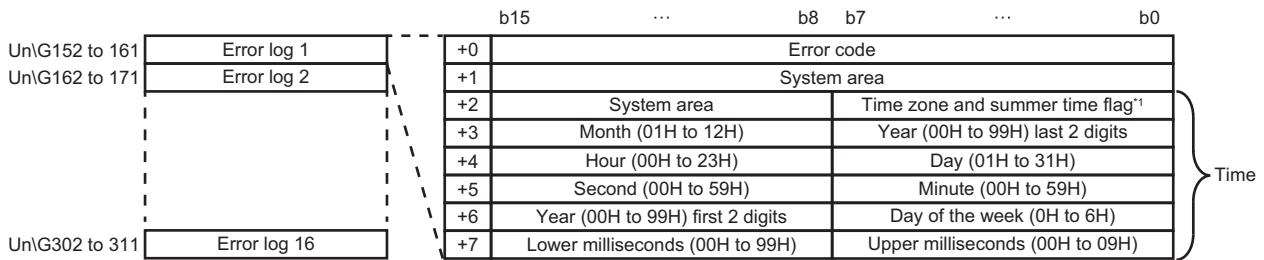 b15 ... b8 b7 ... b0
Un\G152 to 161 Error log 1 +0 Error code
Un\G162 to 171 Error log 2 +1 System area
+2 System area Time zone and summer time flag*1
+3 Month (01H to 12H) Year (00H to 99H) last 2 digits
+4 Hour (00H to 23H) Day (01H to 31H)
Time
+5 Second (00H to 59H) Minute (00H to 59H)
+6 Year (00H to 99H) first 2 digits Day of the week (0H to 6H)
Un\G302 to 311 Error log 16 +7 Lower milliseconds (00H to 99H) Upper milliseconds (00H to 09H)